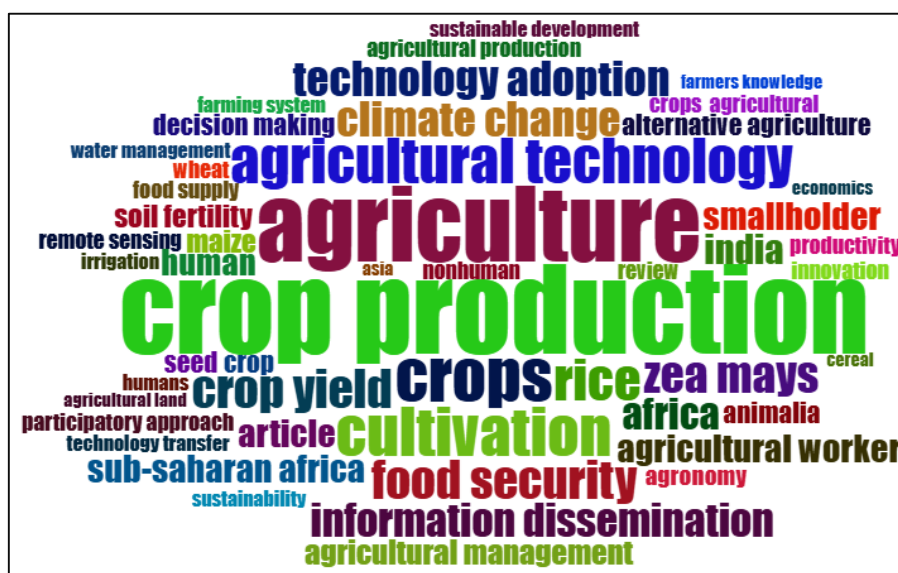 sustainable development
agricultural production
technology adoption
farmers knowledge
farming system
climate change
crops agricultural
decision making
alternative agriculture
water management
agricultural technology
wheat
food supply
economics
agriculture
soil fertility
smallholder
remote sensing
maize
india
productivity
irrigation
human
asia
nonhuman
review
innovation
crop production
seed crop
crops
cereal
humans
crop yield
rice
zea mays
agricultural land
participatory approach
article
cultivation
africa
animalia
technology transfer
agricultural worker
sub-saharan africa
food security
agronomy
sustainability
information dissemination
agricultural management